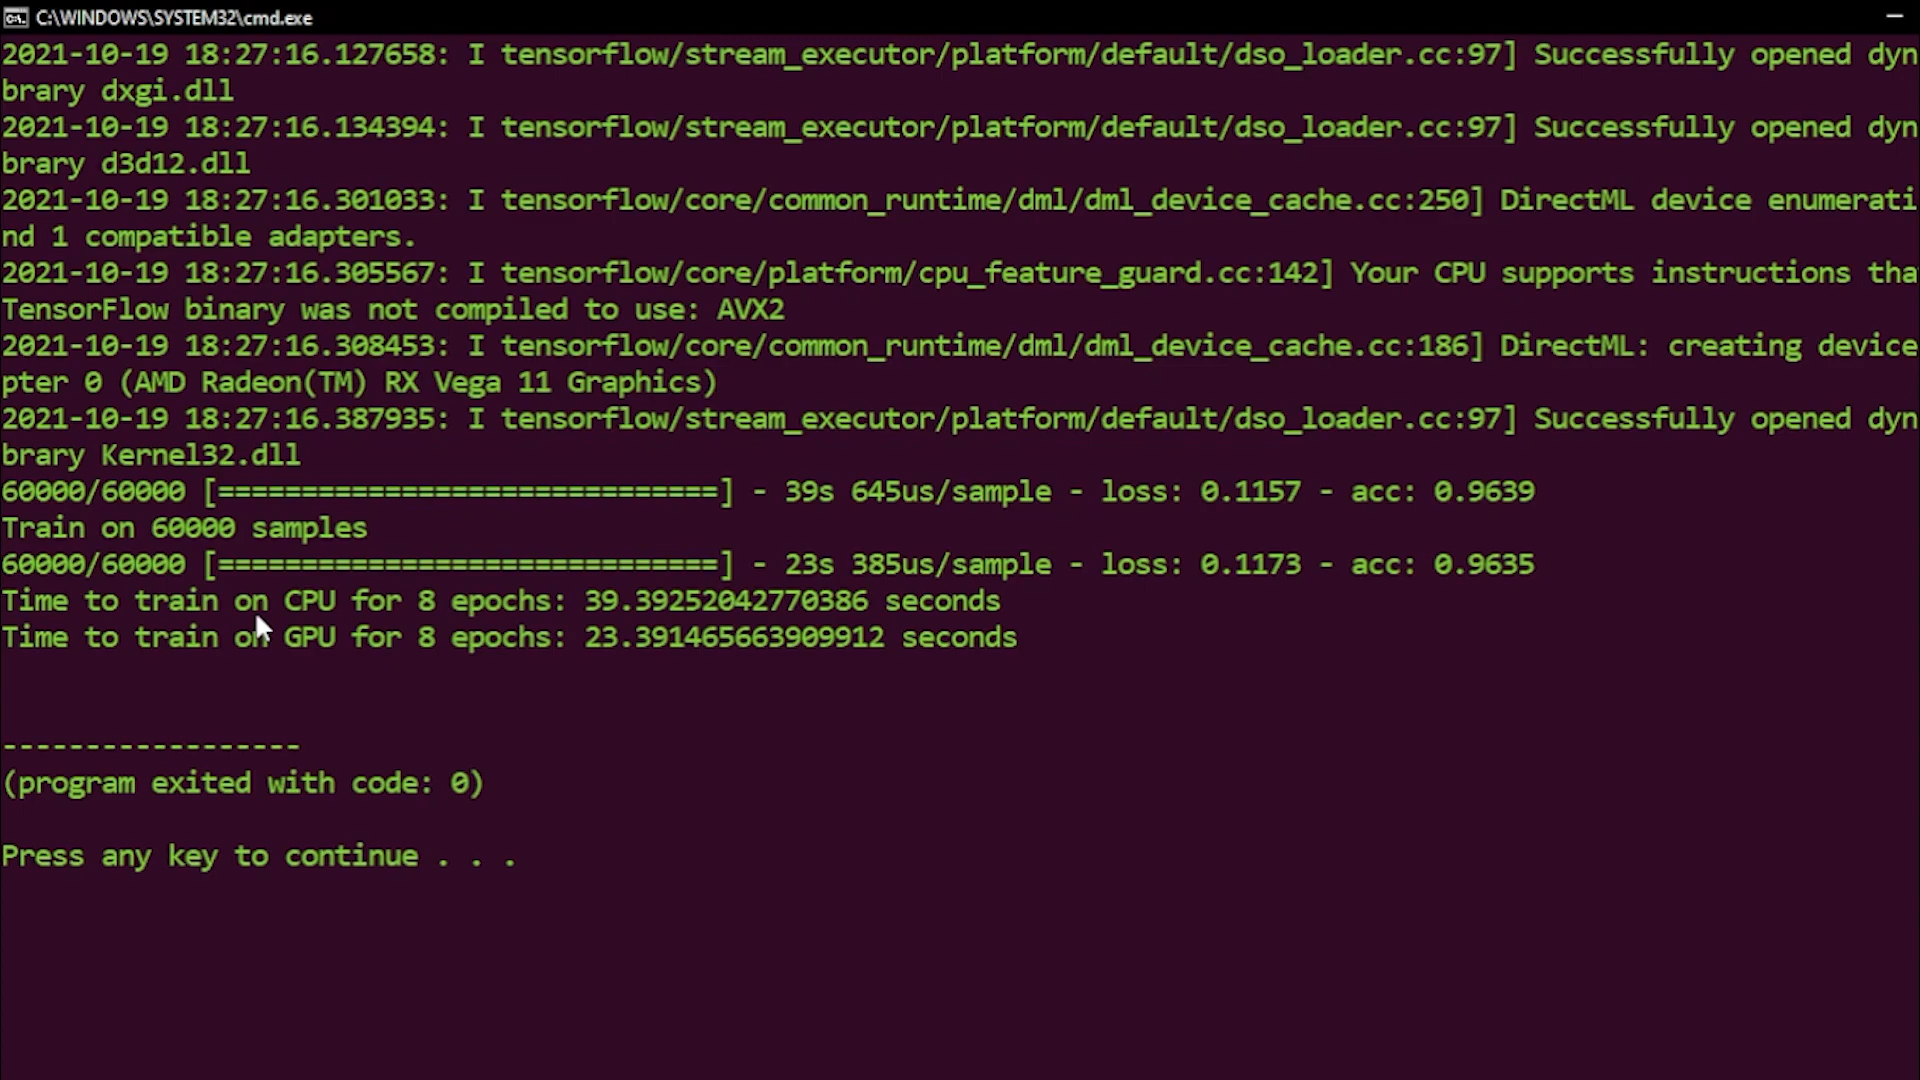 C:\WINDOWS\SYSTEM32\cmd.exe
2021-10-19 18:27:16.127658: I tensorflow/stream_executor/platform/default/dso_loader.cc:97] Successfully opened dyn
brary dxgi.dll
2021-10-19 18:27:16.134394: I tensorflow/stream_executor/platform/default/dso_loader.cc:97] Successfully opened dyn
brary d3d12.dll
2021-10-19 18:27:16.301033: I tensorflow/core/common_runtime/dml/dml_device_cache.cc:250] DirectML device enumerati
nd 1 compatible adapters.
2021-10-19 18:27:16.305567: I tensorflow/core/platform/cpu_feature_guard.cc:142] Your CPU supports instructions tha
TensorFlow binary was not compiled to use: AVX2
2021-10-19 18:27:16.308453: I tensorflow/core/common_runtime/dml/dml_device_cache.cc:186] DirectML: creating device
pter 0 (AMD Radeon(TM) RX Vega 11 Graphics)
2021-10-19 18:27:16.387935: I tensorflow/stream_executor/platform/default/dso_loader.cc:97] Successfully opened dyn
brary Kernel32.dll
60000/60000 [==============================] - 39s 645us/sample - loss: 0.1157 - acc: 0.9639
Train on 60000 samples
60000/60000 [==============================] - 23s 385us/sample - loss: 0.1173 - acc: 0.9635
Time to train on CPU for 8 epochs: 39.39252042770386 seconds
Time to train on GPU for 8 epochs: 23.391465663909912 seconds
------------------
(program exited with code: 0)
Press any key to continue . . .